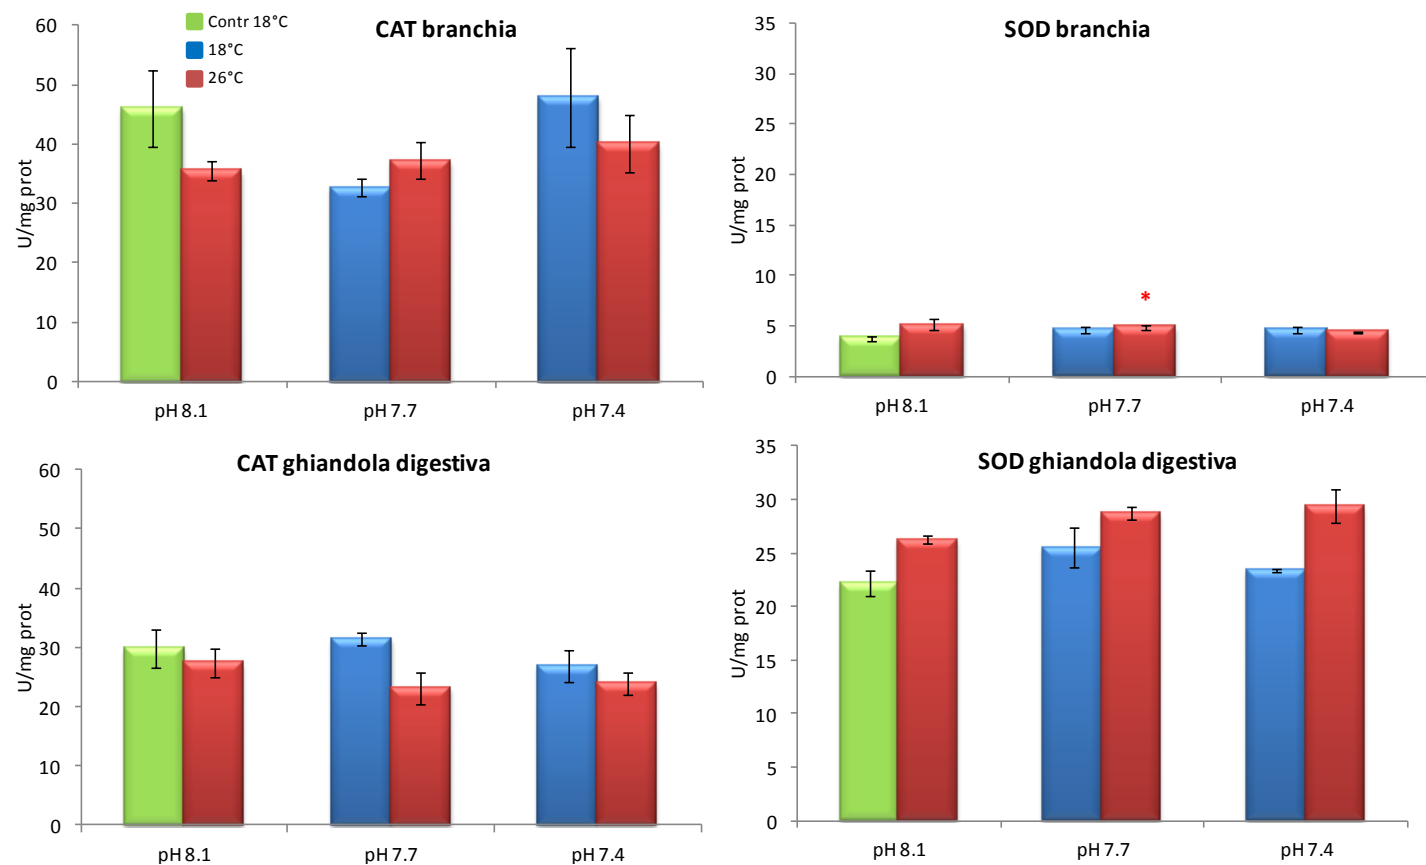 CAT branchia
Contr 18°C
18°C
26°C
U/mg prot
60
50
40
30
20
10
0
pH 8.1
pH 7.7
pH 7.4
SOD branchia
U/mg prot
35
30
25
20
15
10
5
0
*
pH 8.1
pH 7.7
pH 7.4
CAT ghiandola digestiva
U/mg prot
60
50
40
30
20
10
0
pH 8.1
pH 7.7
pH 7.4
SOD ghiandola digestiva
U/mg prot
35
30
25
20
15
10
5
0
pH 8.1
pH 7.7
pH 7.4